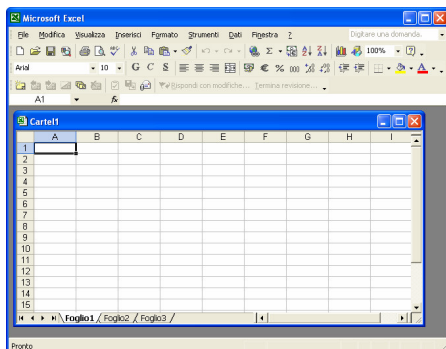 Microsoft Excel
File Modifica Visualizza Inserisci Formato Strumenti Dati Finestra ? Digitare una domanda.
100%
Arial 10 G C S € % 000
Rispondi con modifiche... Termina revisione...
A1 fx
Cartel1
A B C D E F G H I
1
2
3
4
5
6
7
8
9
10
11
12
13
14
15
Foglio1 Foglio2 Foglio3
Pronto